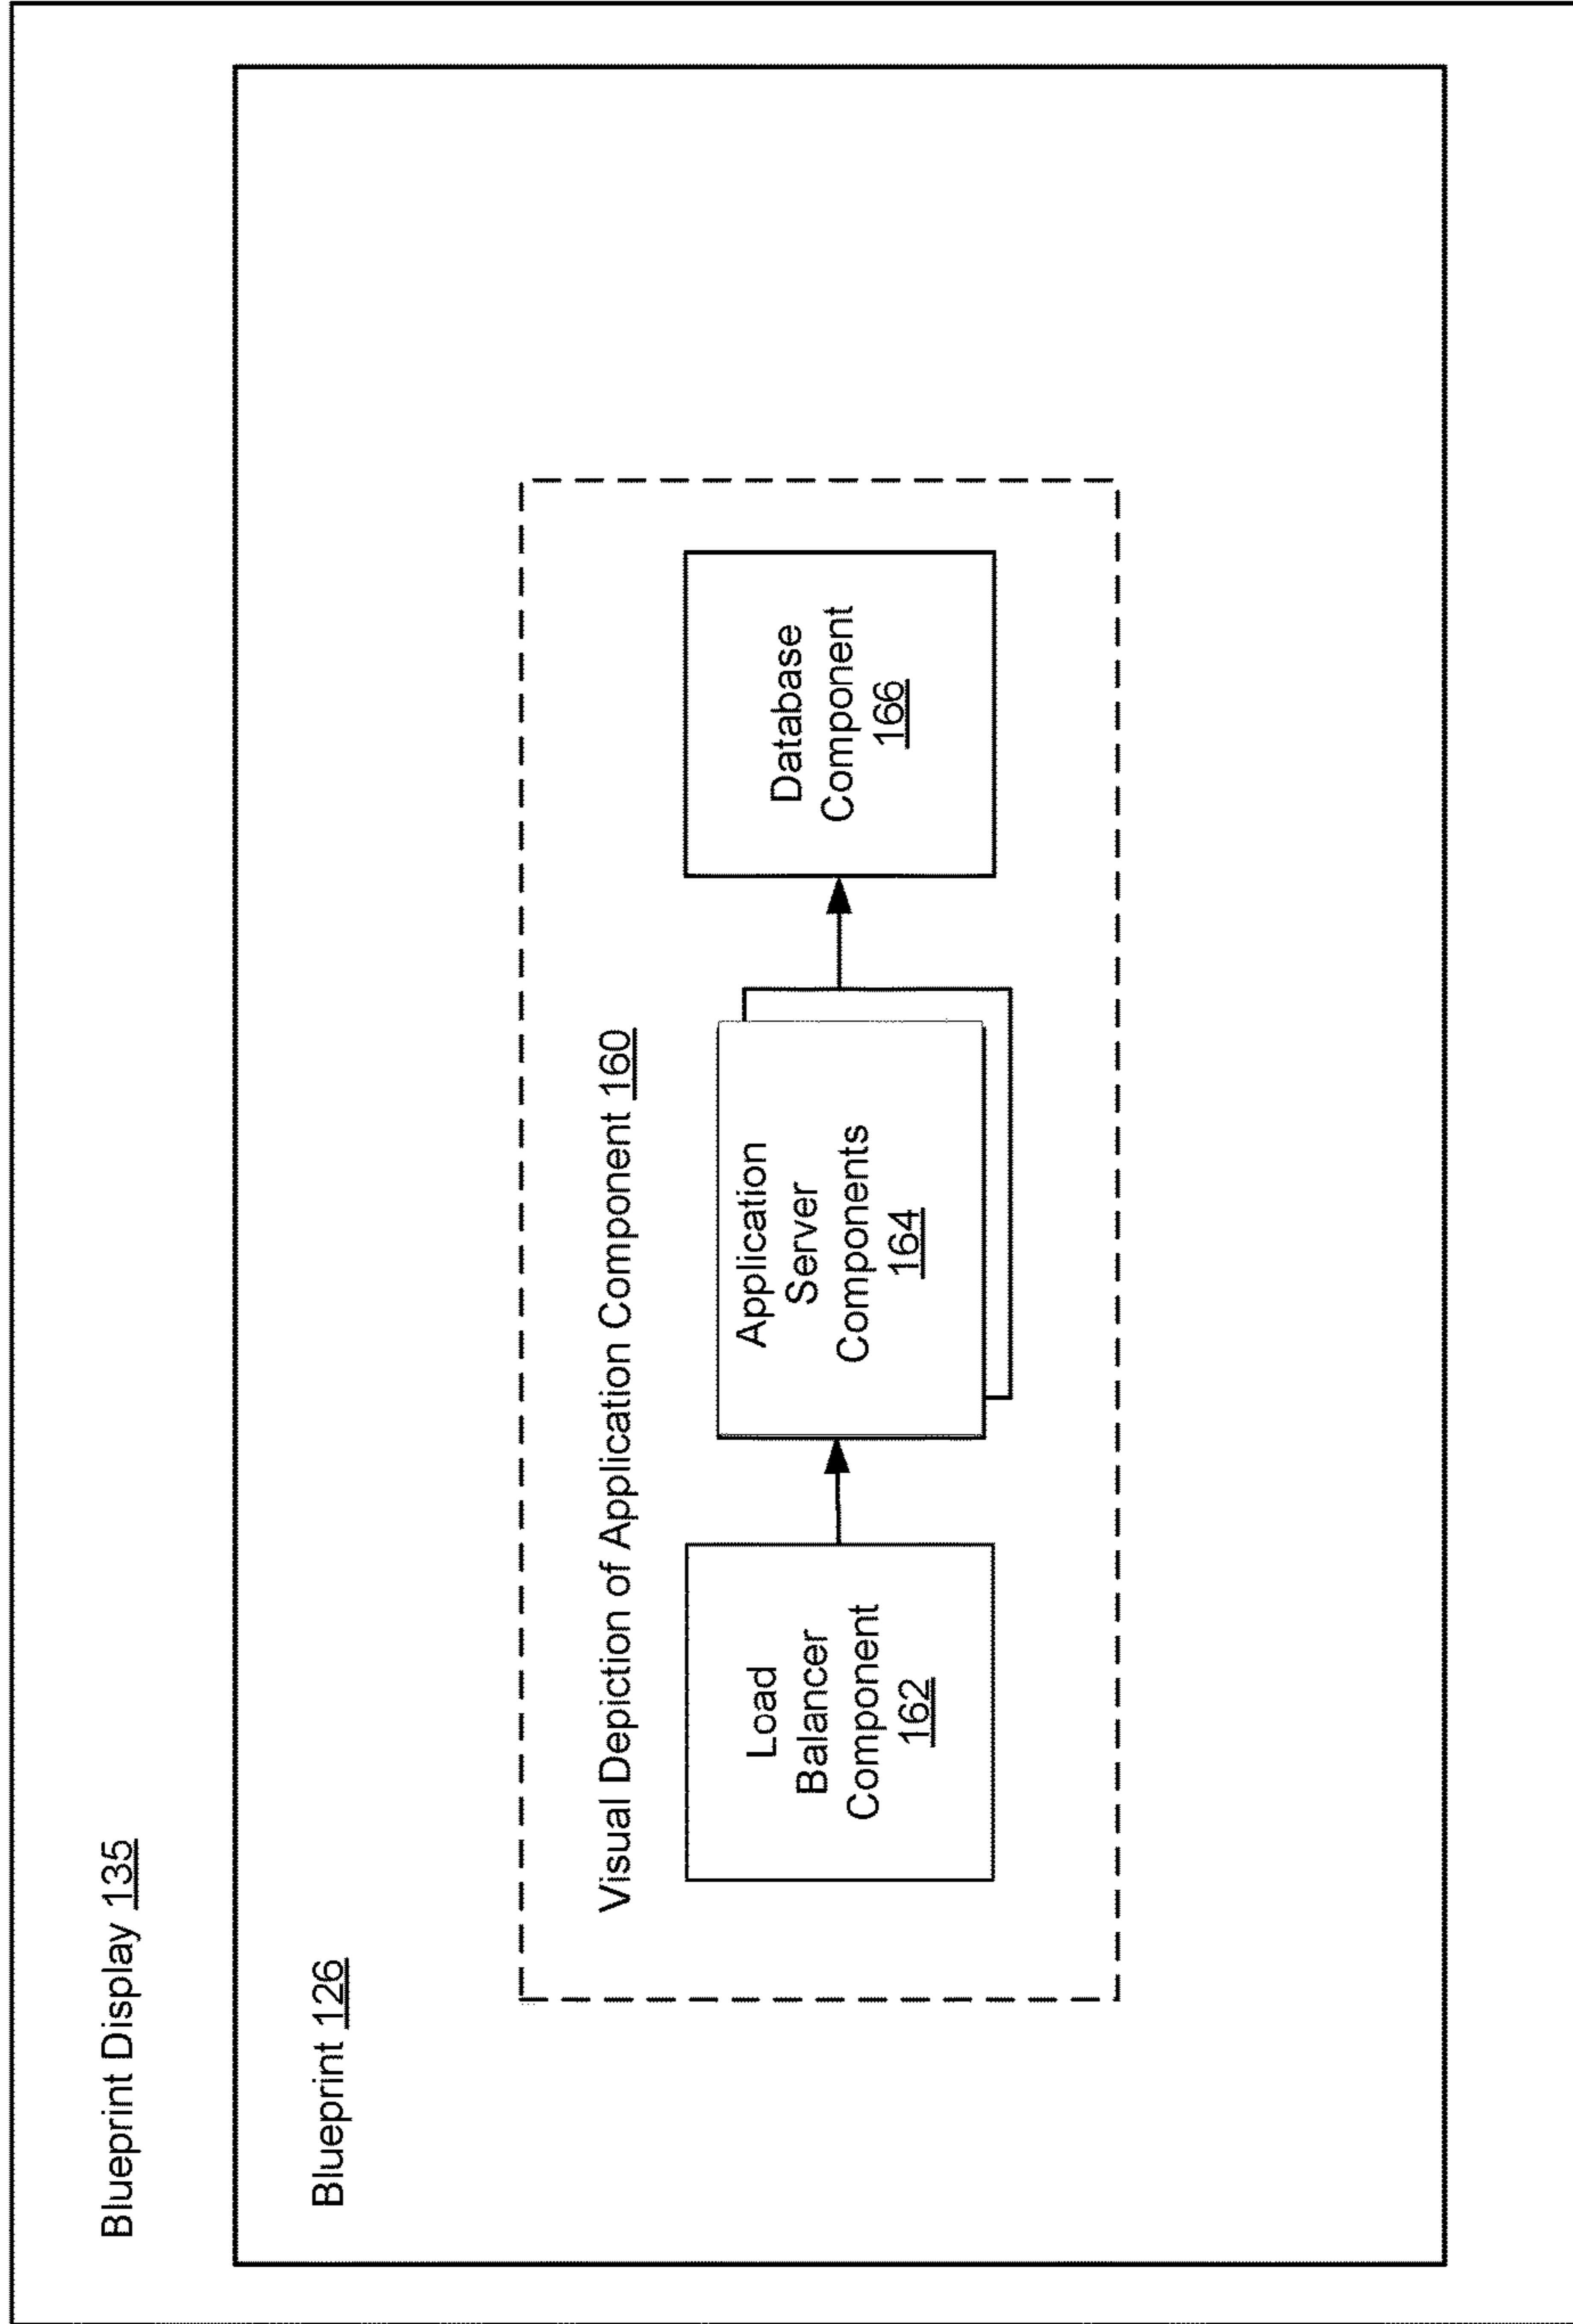 Blueprint Display 135
Blueprint 126
Visual Depiction of Application Component 160
Load
Balancer
Component
162
Application
Server
Components
164
Database
Component
166